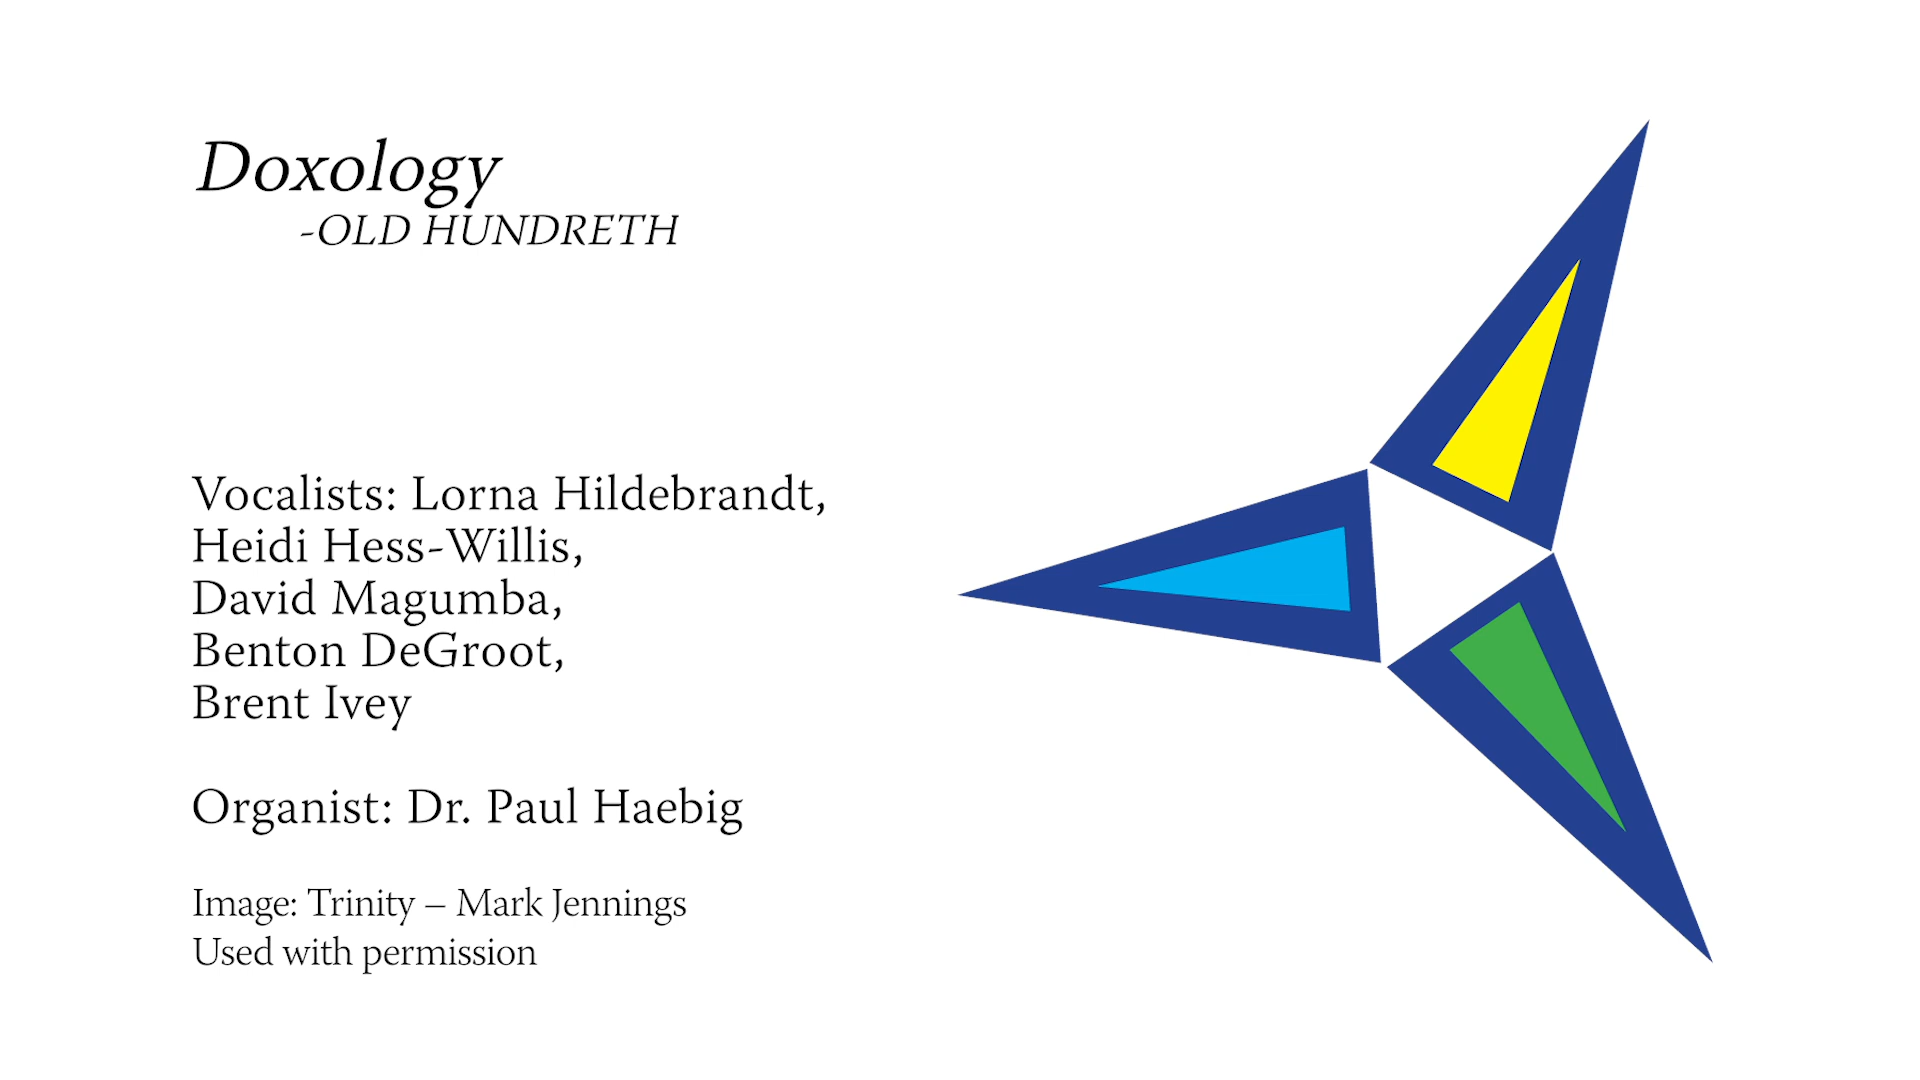 Doxology
-OLD HUNDRETH
Vocalists: Lorna Hildebrandt,
Heidi Hess-Willis,
David Magumba,
Benton DeGroot,
Brent Ivey
Organist: Dr. Paul Haebig
Image: Trinity – Mark Jennings
Used with permission